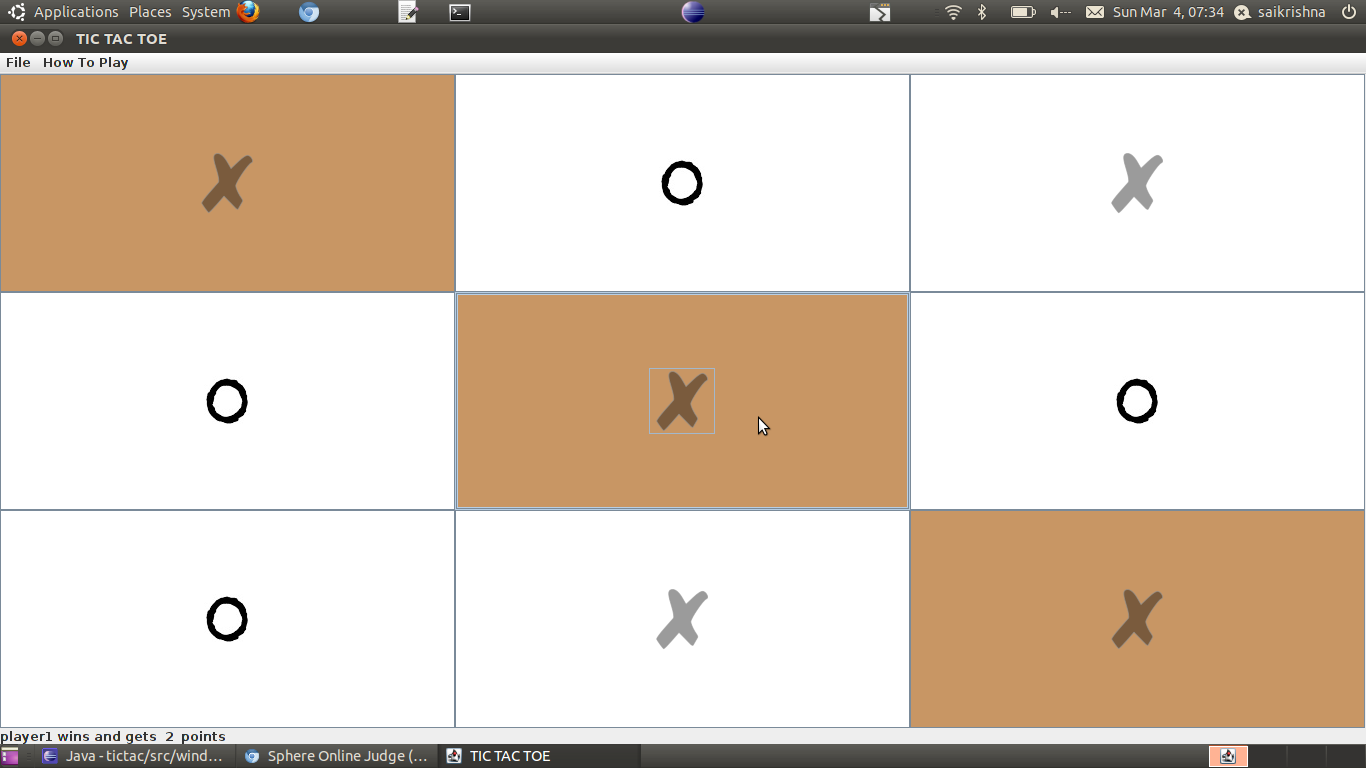 Applications Places System Sun Mar 4, 07:34 saikrishna
TIC TAC TOE
File How To Play
X O X
O X O
O X X
player1 wins and gets 2 points
Java - tictac/src/wind... Sphere Online Judge (... TIC TAC TOE